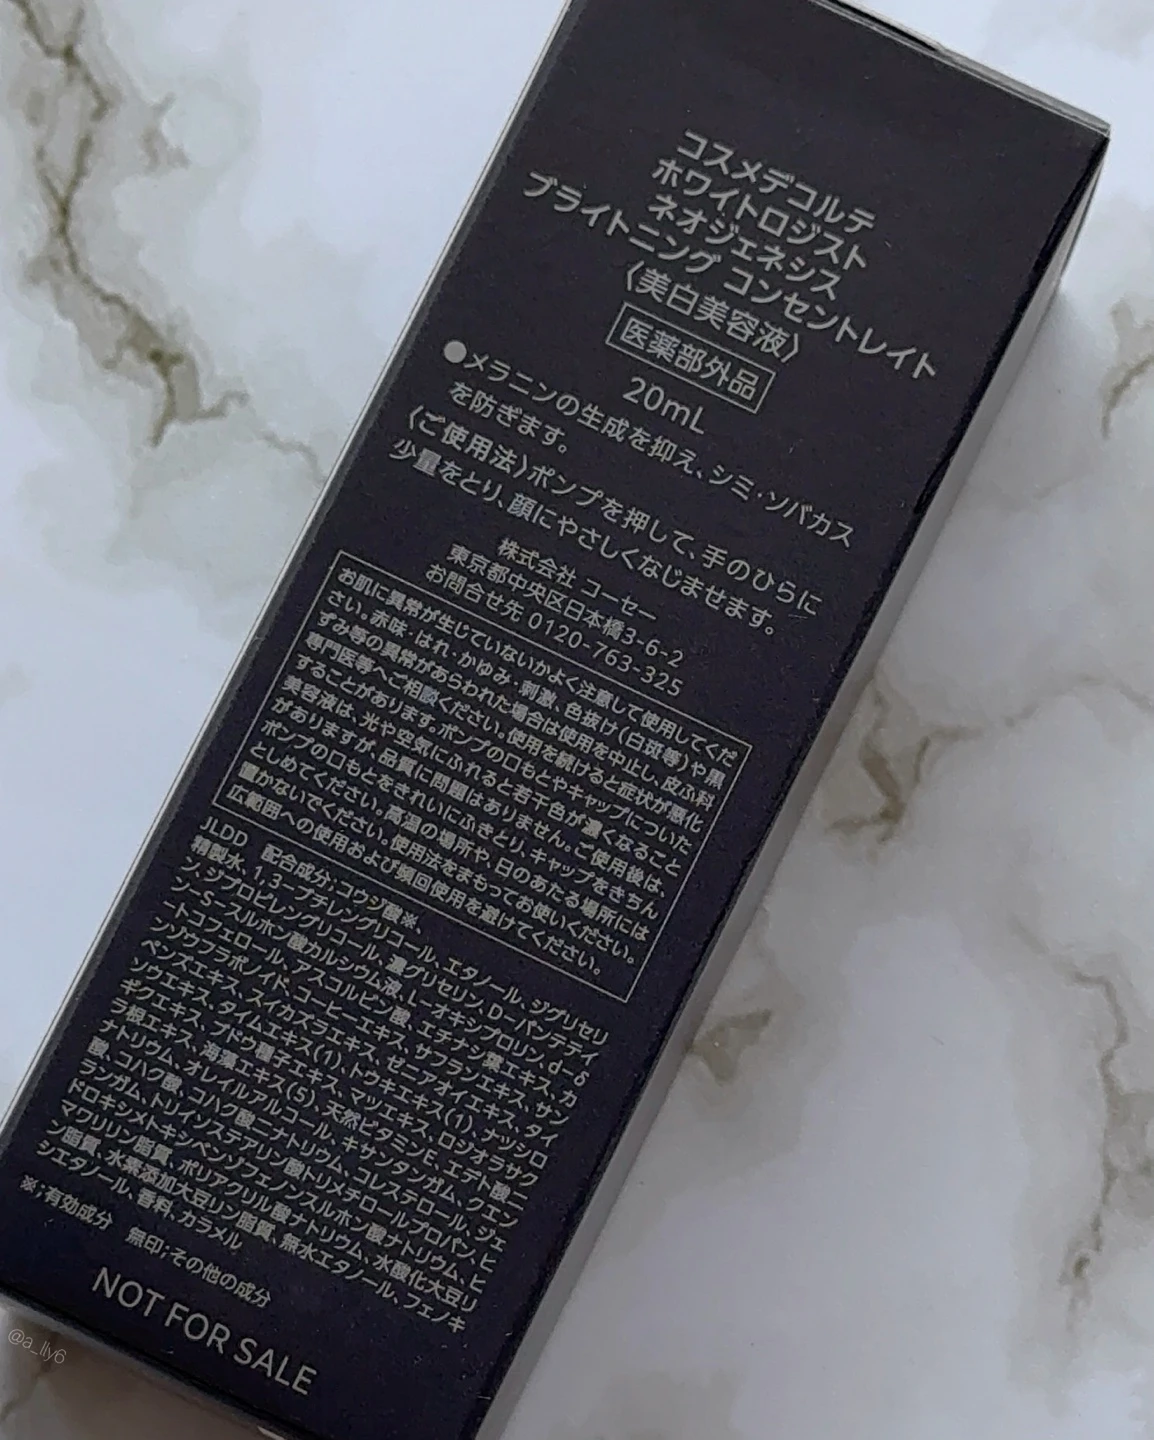 コスメデコルテ
ホワイトロジスト
ネオジェネシス
ブライトニング コンセントレイト
〈美白美容液〉
医薬部外品
20mL
●メラニンの生成を抑え、シミ・ソバカス
を防ぎます。
〈ご使用法〉ポンプを押して、手のひらに
少量をとり、顔にやさしくなじませます。
株式会社 コーセー
東京都中央区日本橋3-6-2
お問合せ先 0120-763-325
お肌に異常が生じていないかよく注意して使用してくだ
さい。赤味・はれ・かゆみ・刺激、色抜け(白斑等)や黒
ずみ等の異常があらわれた場合は使用を中止し、皮ふ科
専門医等へご相談ください。使用を続けると症状が悪化
することがあります。ポンプの口もとやキャップについた
美容液は、光や空気にふれると若干色が濃くなること
がありますが、品質に問題はありません。ご使用後は、
ポンプの口もとをきれいにふきとり、キャップをきちん
としめてください。高温の場所や、日のあたる場所には
置かないでください。使用法をまもってお使いください。
広範囲への使用および頻回使用を避けてください。
JLDD 配合成分;コウジ酸※、
精製水、1,3-ブチレングリコール、エタノール、ジグリセリ
ン、ジプロピレングリコール、濃グリセリン、D-パンテテイ
ン-S-スルホン酸カルシウム液、L-オキシプロリン、d-δ
-トコフェロール、アスコルビン酸、エチナシ葉エキス、カ
ンゾウフラボノイド、コーヒーエキス、サフランエキス、サン
ペンズエキス、スイカズラエキス、ゼニアオイエキス、タイ
ソウエキス、タイムエキス(1)、トウキエキス(1)、ナツシロ
ギクエキス、ブドウ種子エキス、マツエキス、ロジオラサク
ラ根エキス、海藻エキス(5)、天然ビタミンE、エデト酸二
ナトリウム、オレイルアルコール、キサンタンガム、クエン
酸、コハク酸、コハク酸二ナトリウム、コレステロール、ジェ
ランガム、トリイソステアリン酸トリメチロールプロパン、ヒ
ドロキシメトキシベンゾフェノンスルホン酸ナトリウム、ヒ
マワリリン脂質、ポリアクリル酸ナトリウム、水酸化大豆リ
ン脂質、水素添加大豆リン脂質、無水エタノール、フェノキ
シエタノール、香料、カラメル
※;有効成分 無印;その他の成分
NOT FOR SALE
@a_lly6